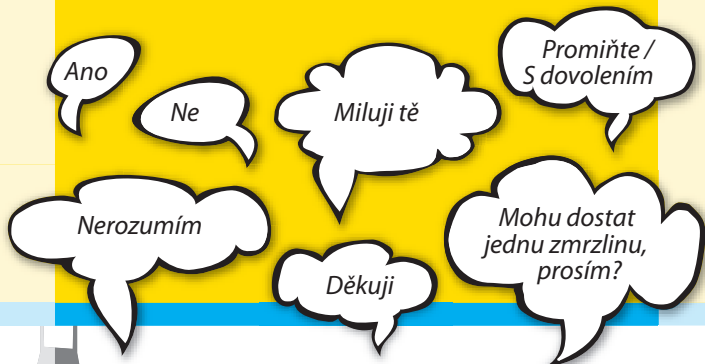 Ano
Ne
Miluji tě
Promiňte /
S dovolením
Nerozumím
Děkuji
Mohu dostat
jednu zmrzlinu,
prosím?